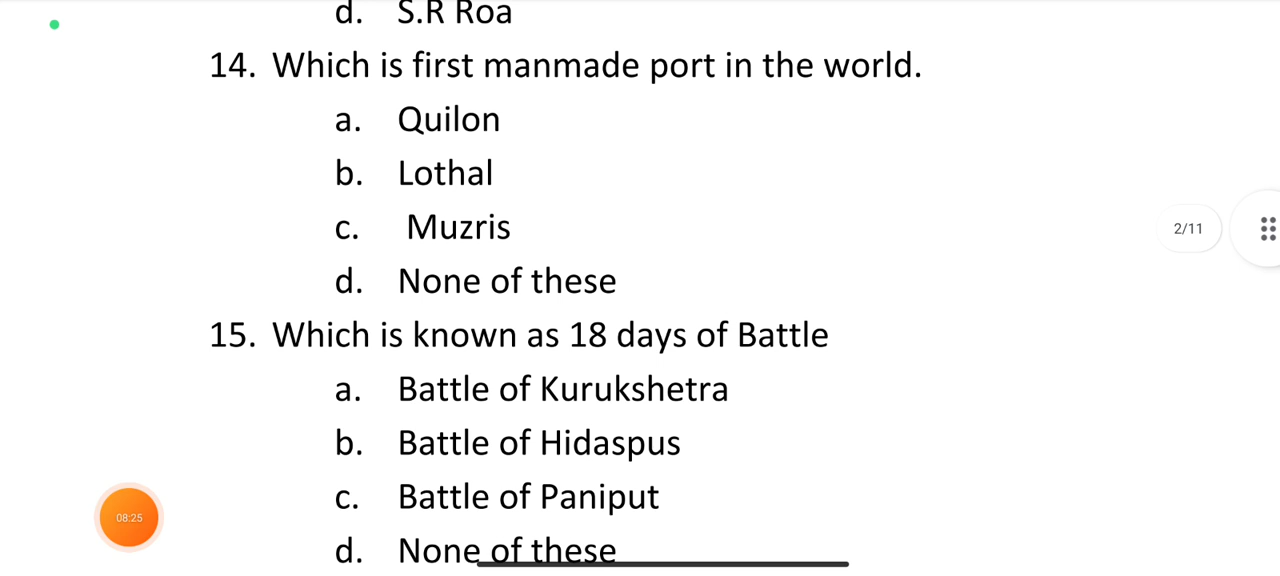 d. S.R Roa
14. Which is first manmade port in the world.
a. Quilon
b. Lothal
c. Muzris
d. None of these
2/11
15. Which is known as 18 days of Battle
a. Battle of Kurukshetra
b. Battle of Hidaspus
c. Battle of Paniput
08:25
d. None of these